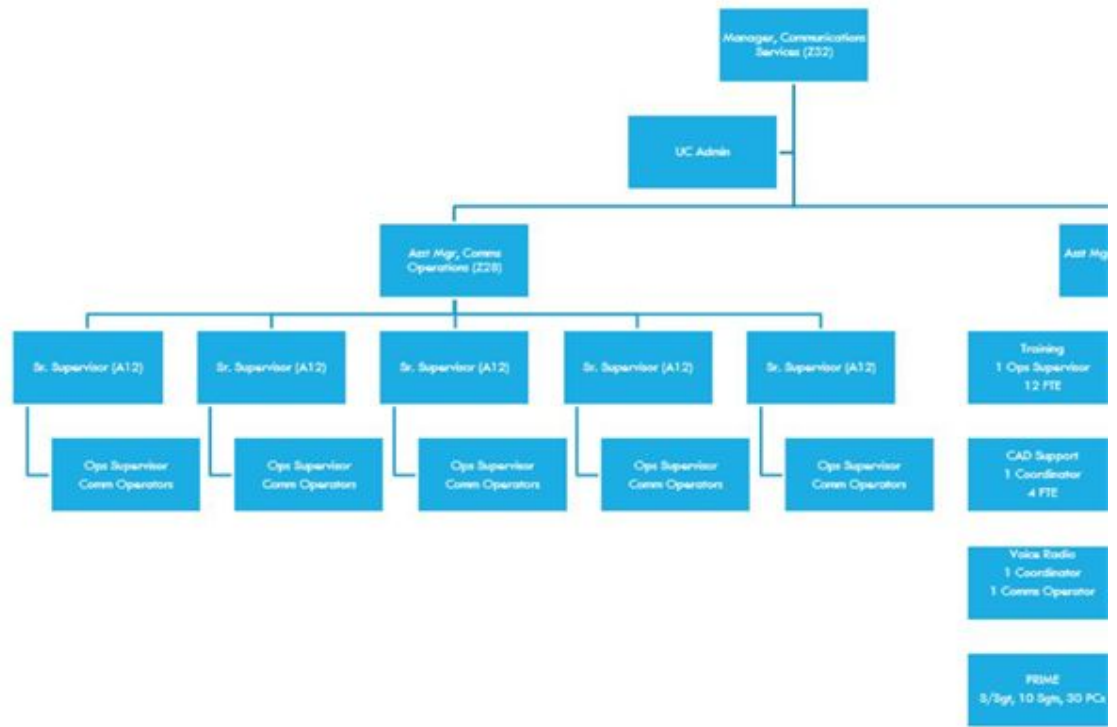 Manager, Communications
Services (Z32)
UC Admin
Asst Mgr, Comms
Operations (Z28)
Asst Mg
Sr. Supervisor (A12)
Sr. Supervisor (A12)
Sr. Supervisor (A12)
Sr. Supervisor (A12)
Sr. Supervisor (A12)
Training
1 Ops Supervisor
12 FTE
Ops Supervisor
Comm Operators
Ops Supervisor
Comm Operators
Ops Supervisor
Comm Operators
Ops Supervisor
Comm Operators
Ops Supervisor
Comm Operators
CAD Support
1 Coordinator
4 FTE
Voice Radio
1 Coordinator
1 Comms Operator
PRIME
S/Sgt, 10 Sgts, 30 PCs